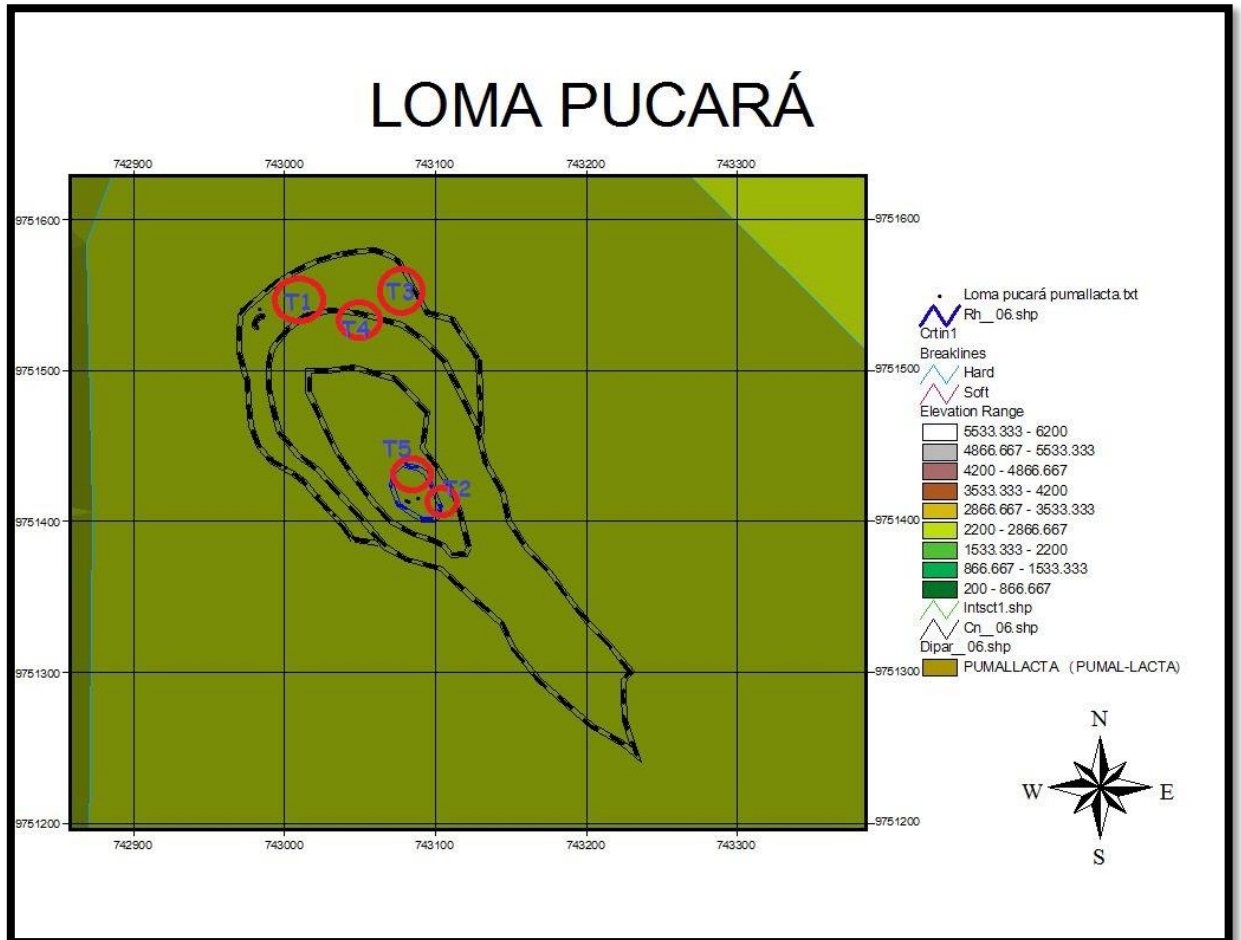 LOMA PUCARÁ
742900 743000 743100 743200 743300
9751600 9751600
T1 T3
T4
9751500 9751500
T5
T2
9751400 9751400
9751300 9751300
9751200 9751200
742900 743000 743100 743200 743300
Loma pucará pumallacta.txt
Rh__06.shp
Crtin1
Breaklines
Hard
Soft
Elevation Range
5533.333 - 6200
4866.667 - 5533.333
4200 - 4866.667
3533.333 - 4200
2866.667 - 3533.333
2200 - 2866.667
1533.333 - 2200
866.667 - 1533.333
200 - 866.667
Intsct1.shp
Cn__06.shp
Dipar__06.shp
PUMALLACTA (PUMAL-LACTA)
N
W E
S